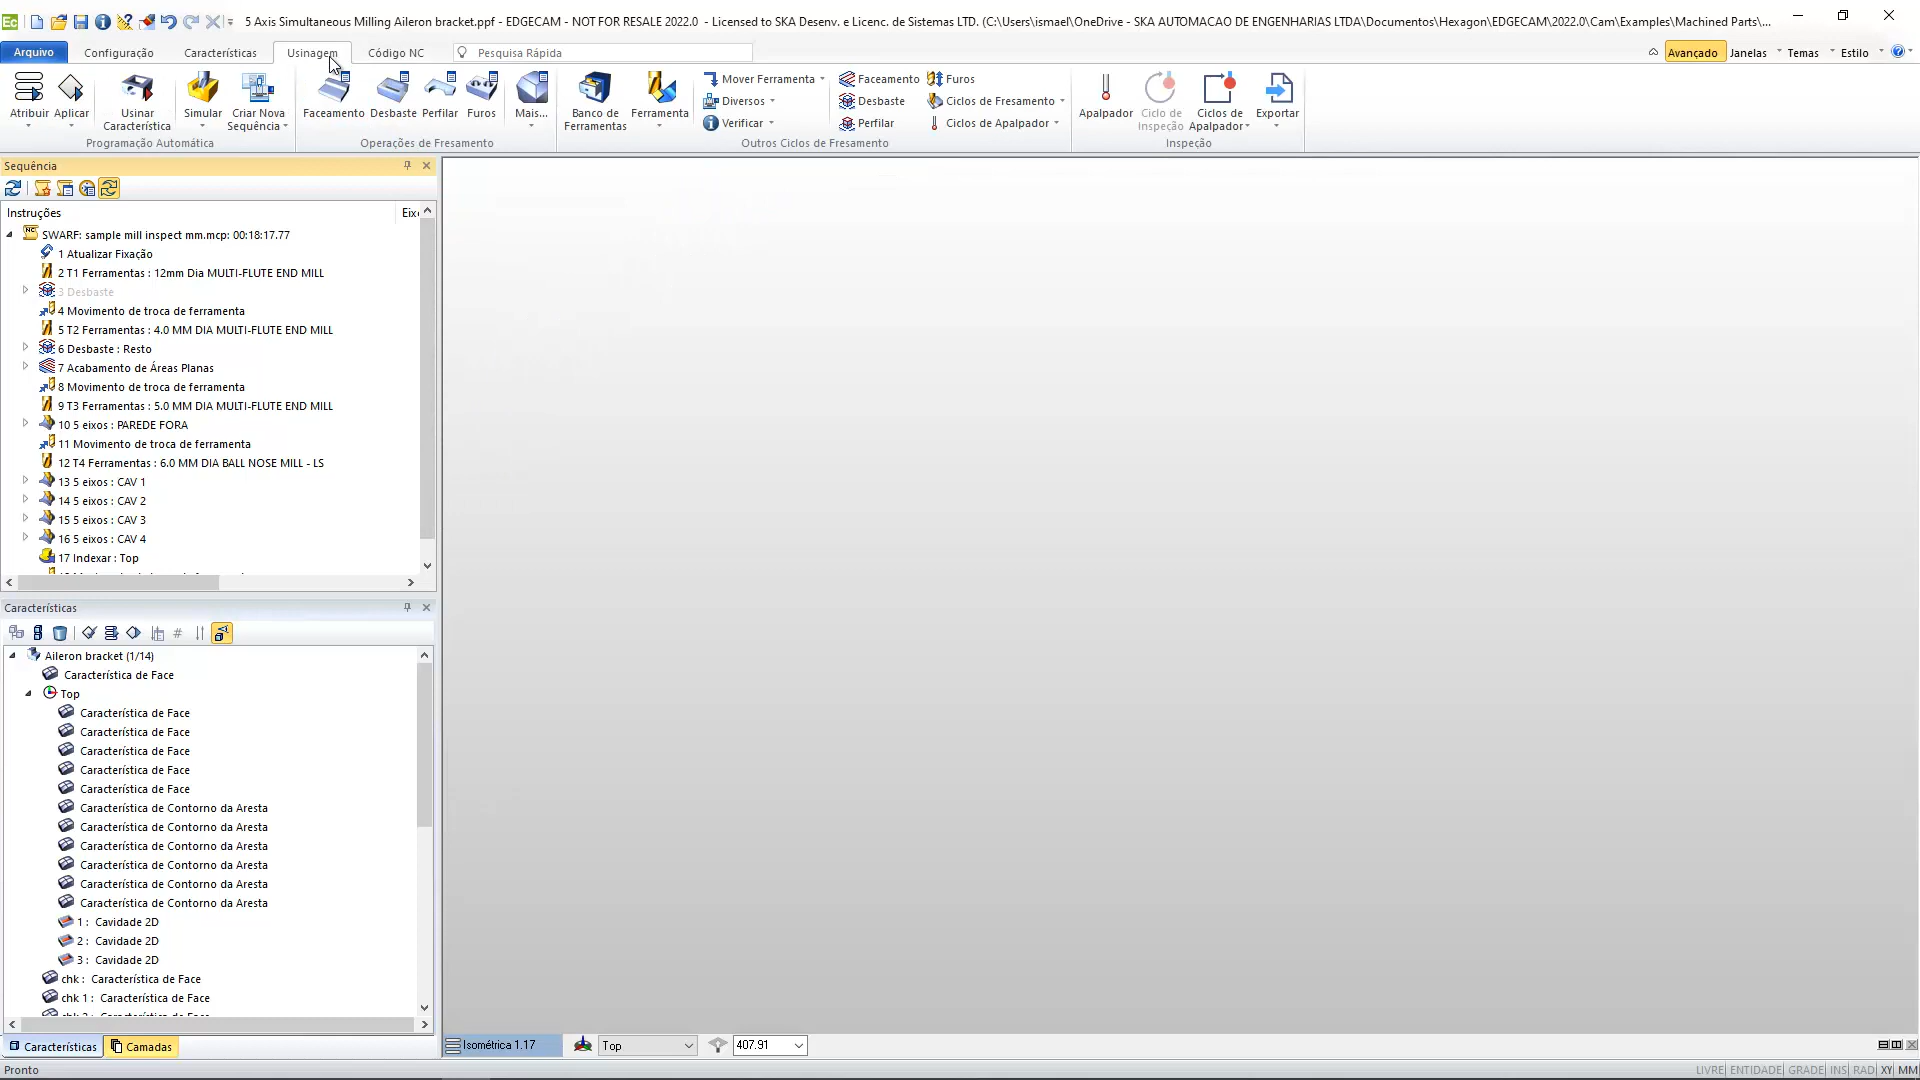 5 Axis Simultaneous Milling Aileron bracket.ppf - EDGECAM - NOT FOR RESALE 2022.0 - Licensed to SKA Desenv. e Licenc. de Sistemas LTD. (C:\Users\ismael\OneDrive - SKA AUTOMACAO DE ENGENHARIAS LTDA\Documentos\Hexagon\EDGECAM\2022.0\Cam\Examples\Machined Parts\...
Arquivo Configuração Características Usinagem Código NC Pesquisa Rápida Avançado Janelas Temas Estilo
Atribuir Aplicar Usinar Característica Simular Criar Nova Sequência
Programação Automática
Faceamento Desbaste Perfilar Furos Mais...
Operações de Fresamento
Banco de Ferramentas Ferramenta
Mover Ferramenta Faceamento Furos
Diversos Desbaste Ciclos de Fresamento
Verificar Perfilar Ciclos de Apalpador
Outros Ciclos de Fresamento
Apalpador Ciclo de Inspeção Ciclos de Apalpador Exportar
Inspeção
Sequência
Instruções Eix
SWARF: sample mill inspect mm.mcp: 00:18:17.77
1 Atualizar Fixação
2 T1 Ferramentas : 12mm Dia MULTI-FLUTE END MILL
3 Desbaste
4 Movimento de troca de ferramenta
5 T2 Ferramentas : 4.0 MM DIA MULTI-FLUTE END MILL
6 Desbaste : Resto
7 Acabamento de Áreas Planas
8 Movimento de troca de ferramenta
9 T3 Ferramentas : 5.0 MM DIA MULTI-FLUTE END MILL
10 5 eixos : PAREDE FORA
11 Movimento de troca de ferramenta
12 T4 Ferramentas : 6.0 MM DIA BALL NOSE MILL - LS
13 5 eixos : CAV 1
14 5 eixos : CAV 2
15 5 eixos : CAV 3
16 5 eixos : CAV 4
17 Indexar : Top
Características
Aileron bracket (1/14)
Característica de Face
Top
Característica de Face
Característica de Face
Característica de Face
Característica de Face
Característica de Face
Característica de Contorno da Aresta
Característica de Contorno da Aresta
Característica de Contorno da Aresta
Característica de Contorno da Aresta
Característica de Contorno da Aresta
Característica de Contorno da Aresta
1 : Cavidade 2D
2 : Cavidade 2D
3 : Cavidade 2D
chk : Característica de Face
chk 1 : Característica de Face
Características Camadas
Isométrica 1.17 Top 407.91
Pronto LIVRE ENTIDADE GRADE INS RAD XY MM